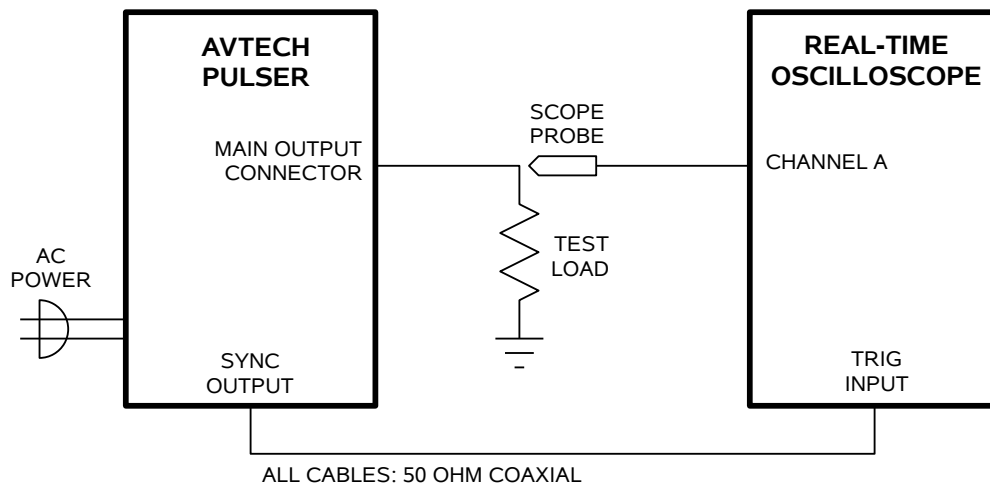 AVTECH
PULSER
REAL-TIME
OSCILLOSCOPE
SCOPE
PROBE
MAIN OUTPUT
CONNECTOR
CHANNEL A
TEST
LOAD
AC
POWER
SYNC
OUTPUT
TRIG
INPUT
ALL CABLES: 50 OHM COAXIAL